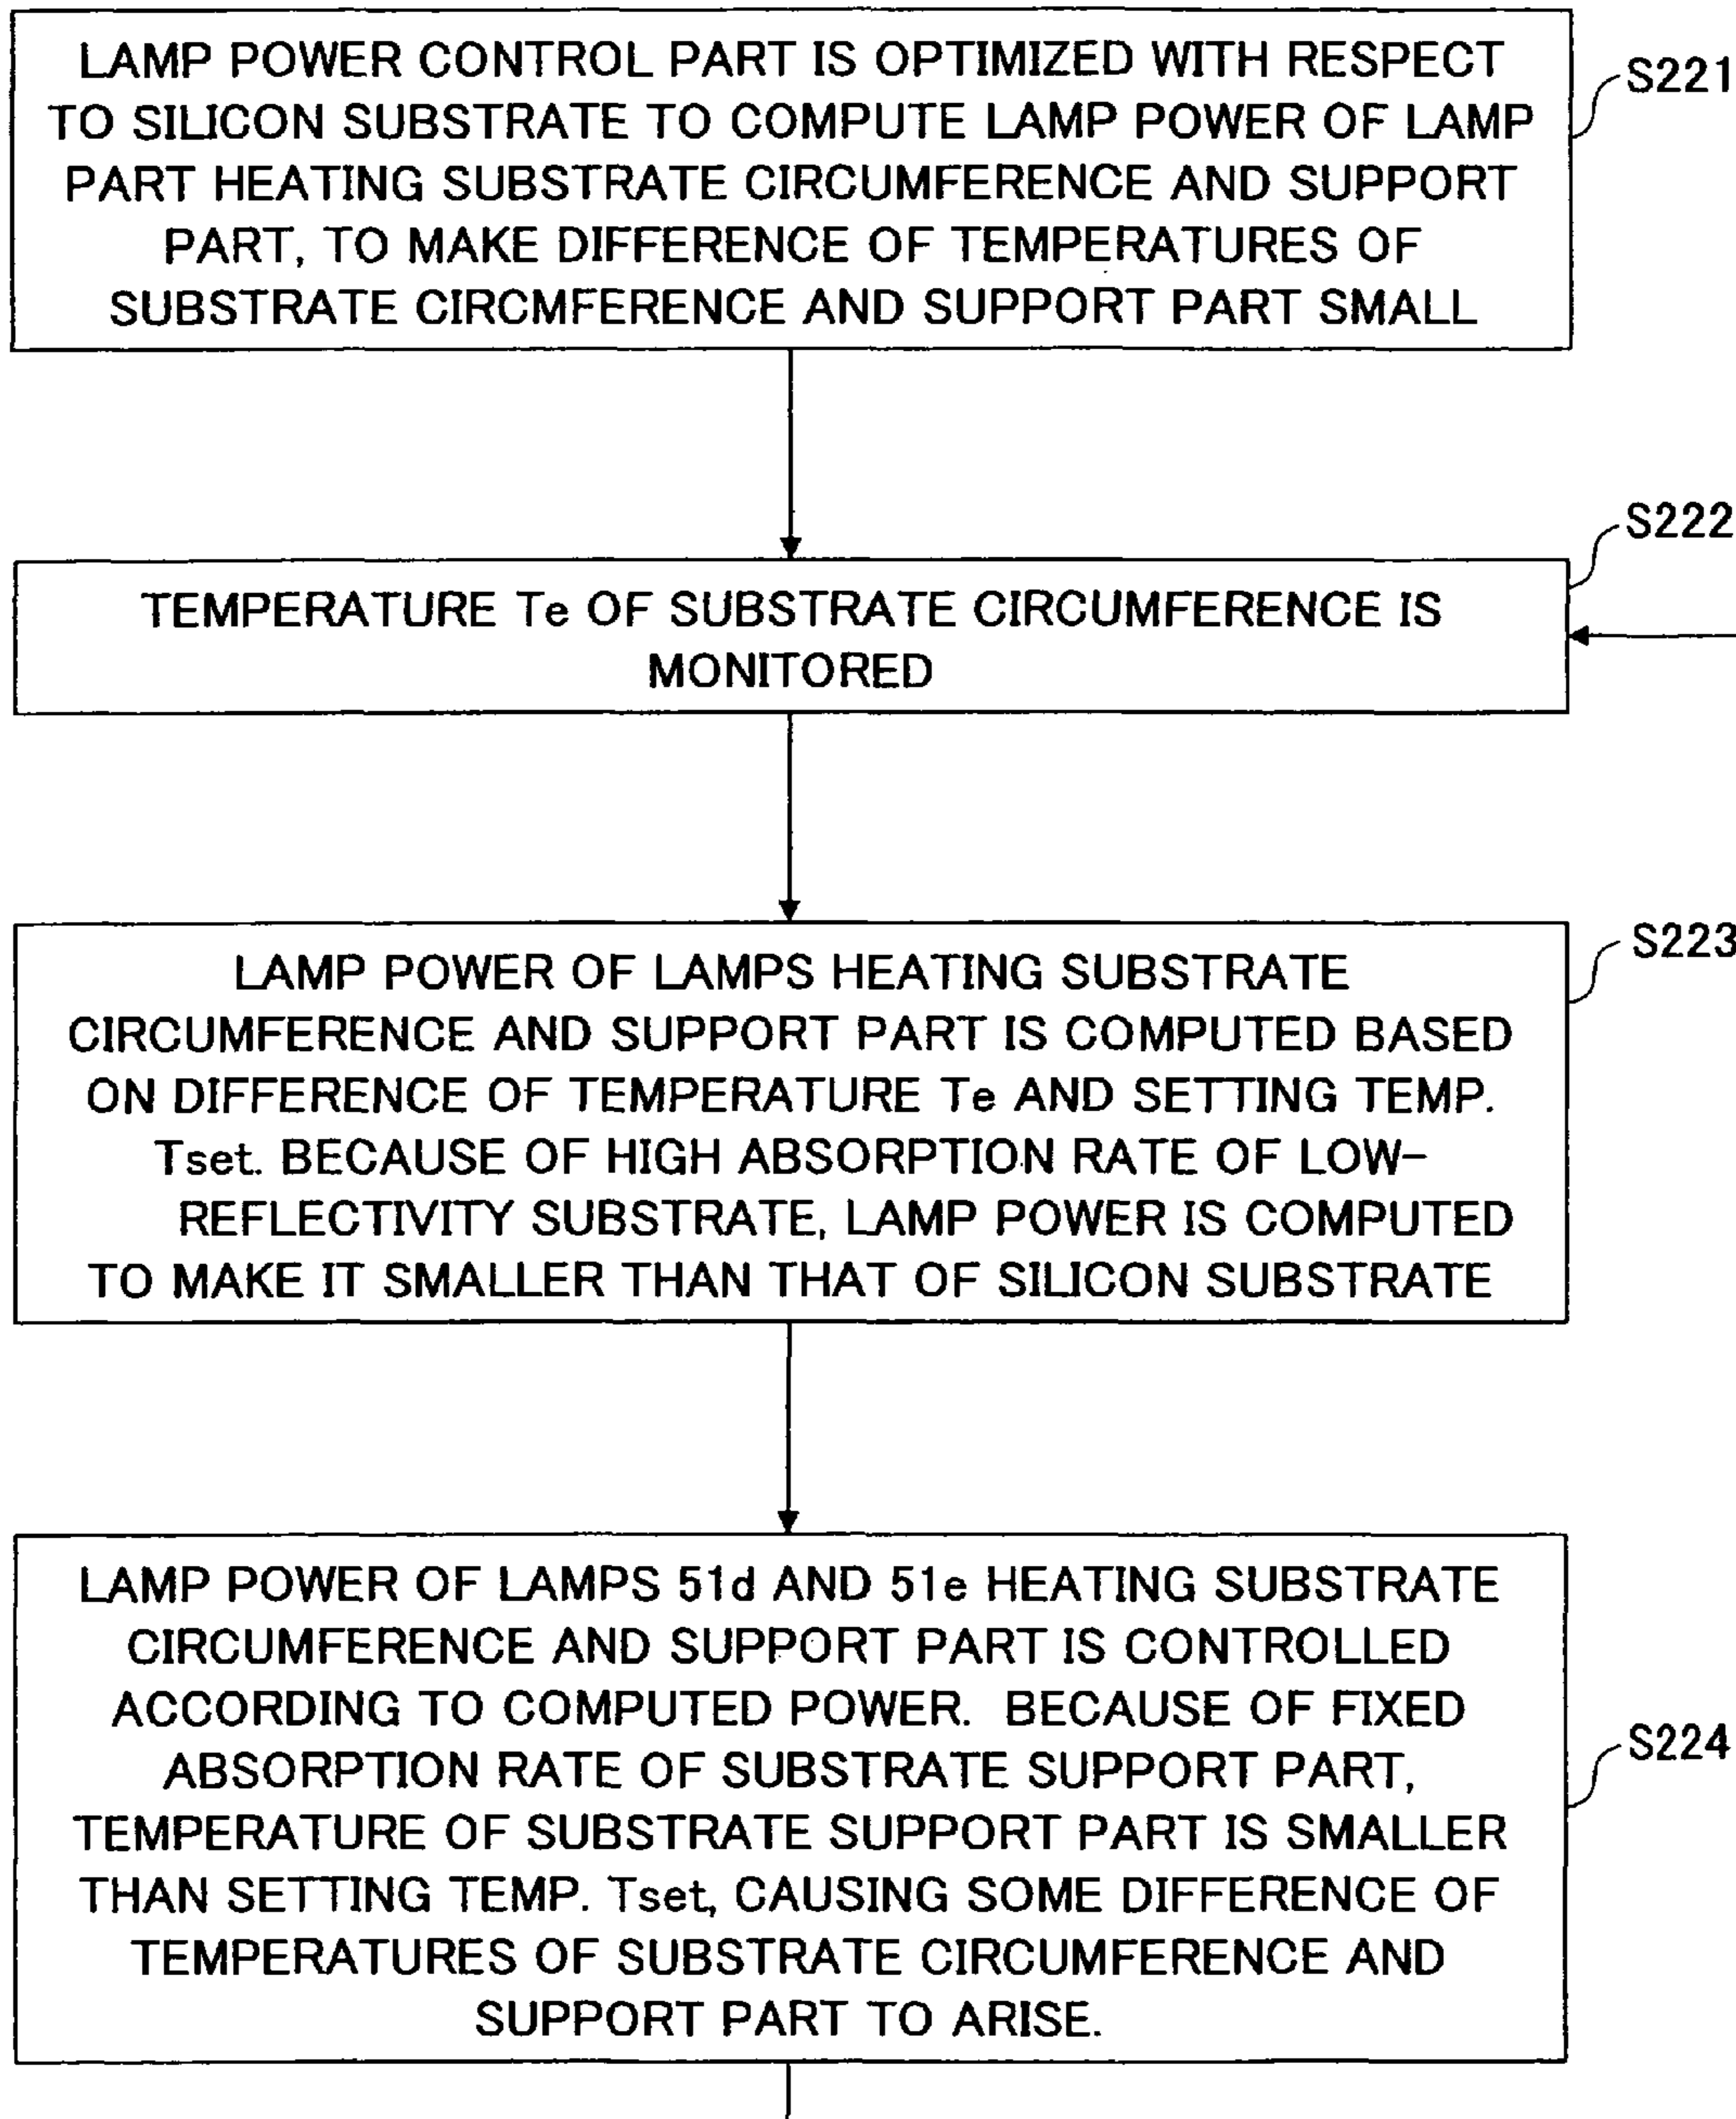 LAMP POWER CONTROL PART IS OPTIMIZED WITH RESPECT
TO SILICON SUBSTRATE TO COMPUTE LAMP POWER OF LAMP
PART HEATING SUBSTRATE CIRCUMFERENCE AND SUPPORT
PART, TO MAKE DIFFERENCE OF TEMPERATURES OF
SUBSTRATE CIRCMFERENCE AND SUPPORT PART SMALL
S221
TEMPERATURE Te OF SUBSTRATE CIRCUMFERENCE IS
MONITORED
S222
LAMP POWER OF LAMPS HEATING SUBSTRATE
CIRCUMFERENCE AND SUPPORT PART IS COMPUTED BASED
ON DIFFERENCE OF TEMPERATURE Te AND SETTING TEMP.
Tset. BECAUSE OF HIGH ABSORPTION RATE OF LOW-
REFLECTIVITY SUBSTRATE, LAMP POWER IS COMPUTED
TO MAKE IT SMALLER THAN THAT OF SILICON SUBSTRATE
S223
LAMP POWER OF LAMPS 51d AND 51e HEATING SUBSTRATE
CIRCUMFERENCE AND SUPPORT PART IS CONTROLLED
ACCORDING TO COMPUTED POWER. BECAUSE OF FIXED
ABSORPTION RATE OF SUBSTRATE SUPPORT PART,
TEMPERATURE OF SUBSTRATE SUPPORT PART IS SMALLER
THAN SETTING TEMP. Tset, CAUSING SOME DIFFERENCE OF
TEMPERATURES OF SUBSTRATE CIRCUMFERENCE AND
SUPPORT PART TO ARISE.
S224